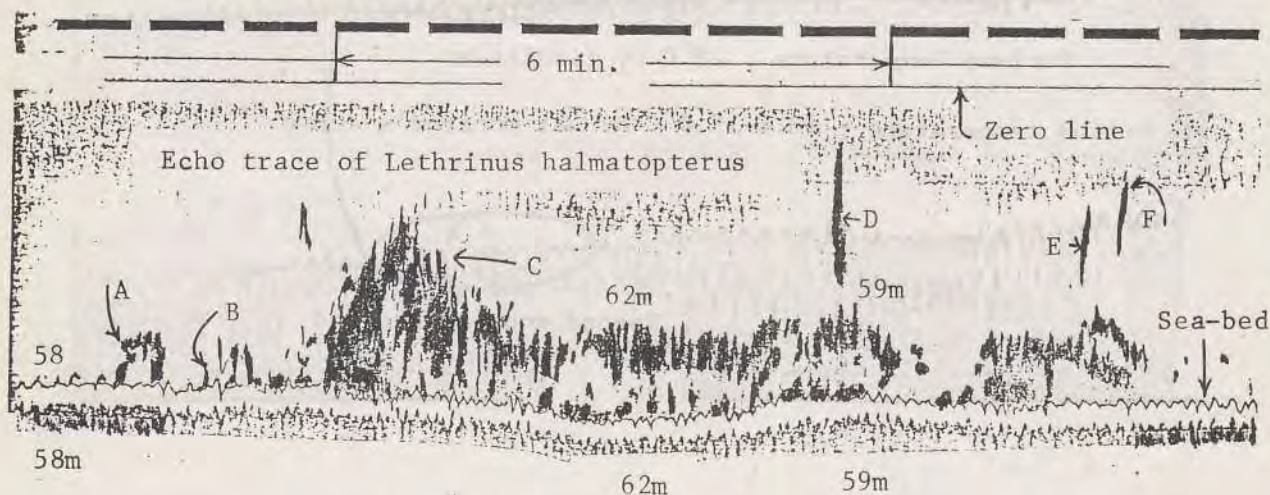 6 min.
Zero line
Echo trace of Lethrinus halmatopterus
D
F
E
C
62m
59m
A
B
Sea-bed
58
58m
62m
59m